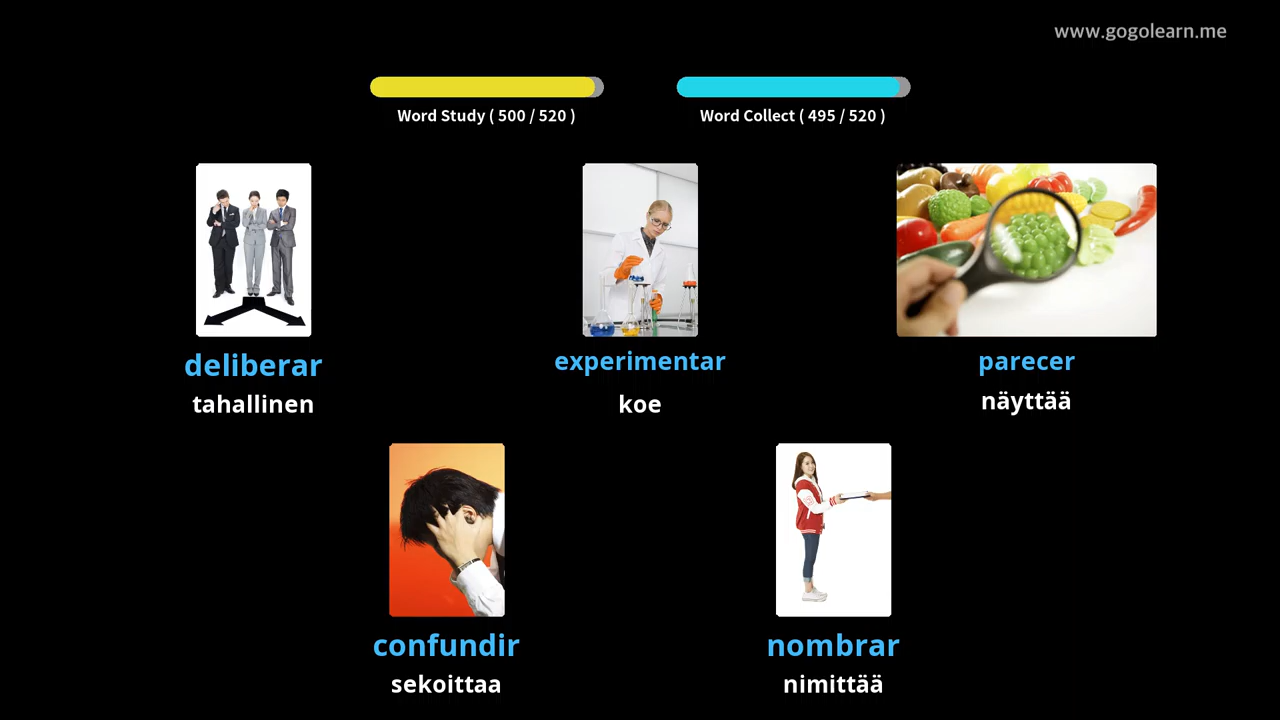 www.gogolearn.me
Word Study ( 500 / 520 )
Word Collect ( 495 / 520 )
deliberar
tahallinen
experimentar
koe
parecer
näyttää
confundir
sekoittaa
nombrar
nimittää